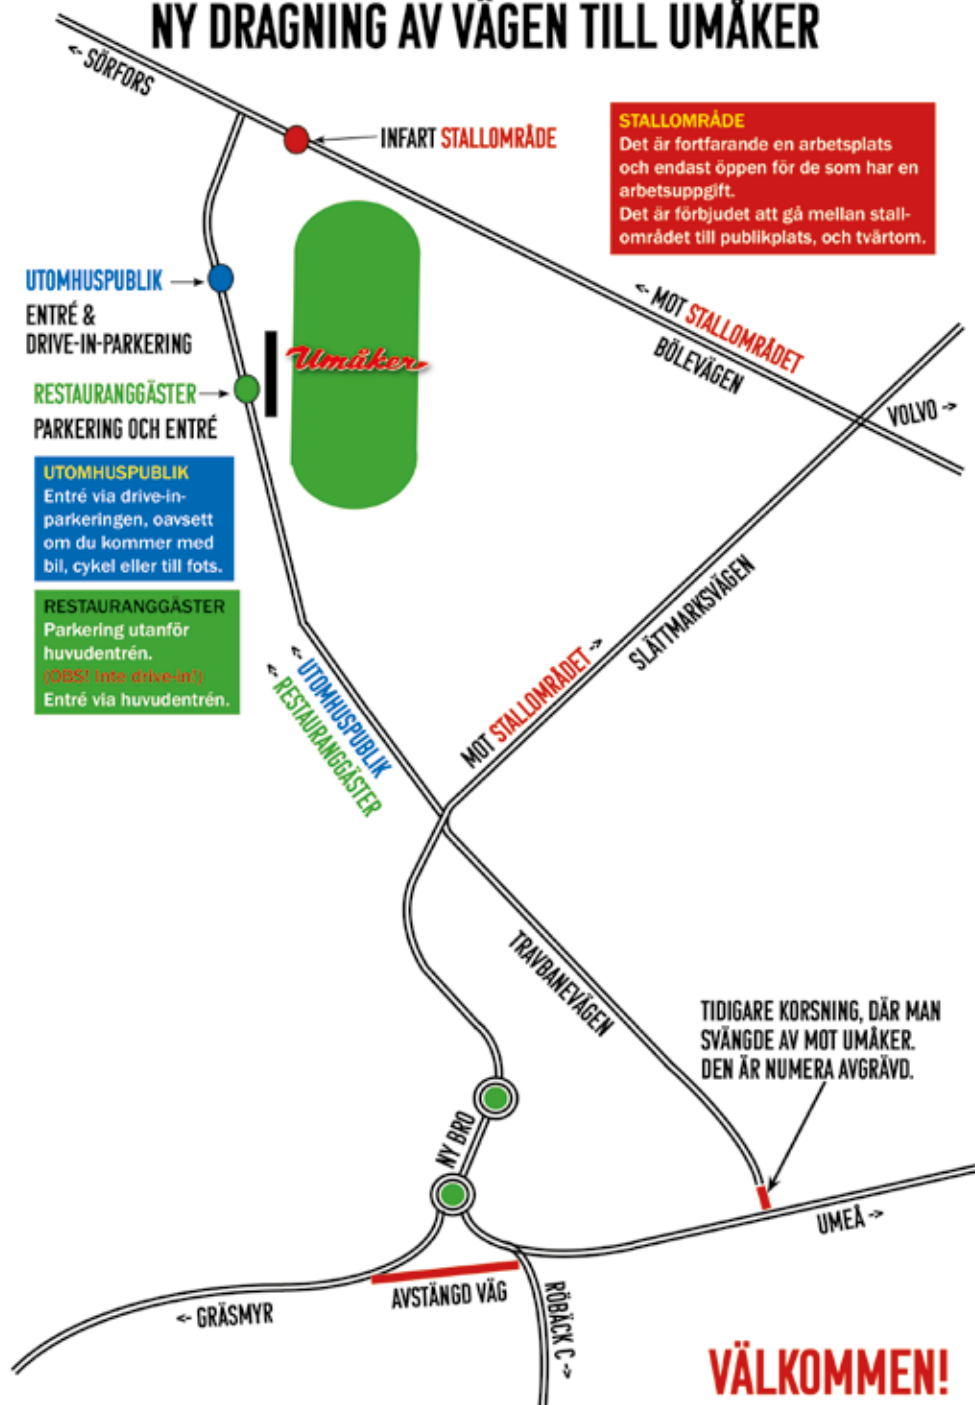 NY DRAGNING AV VÄGEN TILL UMÅKER
<- SÖRFORS
INFART STALLOMRÅDE
STALLOMRÅDE
Det är fortfarande en arbetsplats
och endast öppen för de som har en
arbetsuppgift.
Det är förbjudet att gå mellan stall-
området till publikplats, och tvärtom.
UTOMHUSPUBLIK
ENTRÉ &
DRIVE-IN-PARKERING
<- MOT STALLOMRÅDET
BÖLEVÄGEN
Umåker
RESTAURANGGÄSTER
PARKERING OCH ENTRÉ
VOLVO ->
UTOMHUSPUBLIK
Entré via drive-in-
parkeringen, oavsett
om du kommer med
bil, cykel eller till fots.
RESTAURANGGÄSTER
Parkering utanför
huvudentrén.
(OBS! Inte drive-in!)
Entré via huvudentrén.
<- UTOMHUSPUBLIK
<- RESTAURANGGÄSTER
MOT STALLOMRÅDET ->
SLÄTTMARKSVÄGEN
TRAVBANEVÄGEN
TIDIGARE KORSNING, DÄR MAN
SVÄNGDE AV MOT UMÅKER.
DEN ÄR NUMERA AVGRÄVD.
NY BRO
UMEÅ ->
AVSTÄNGD VÄG
<- GRÄSMYR
RÖBÄCK C ->
VÄLKOMMEN!